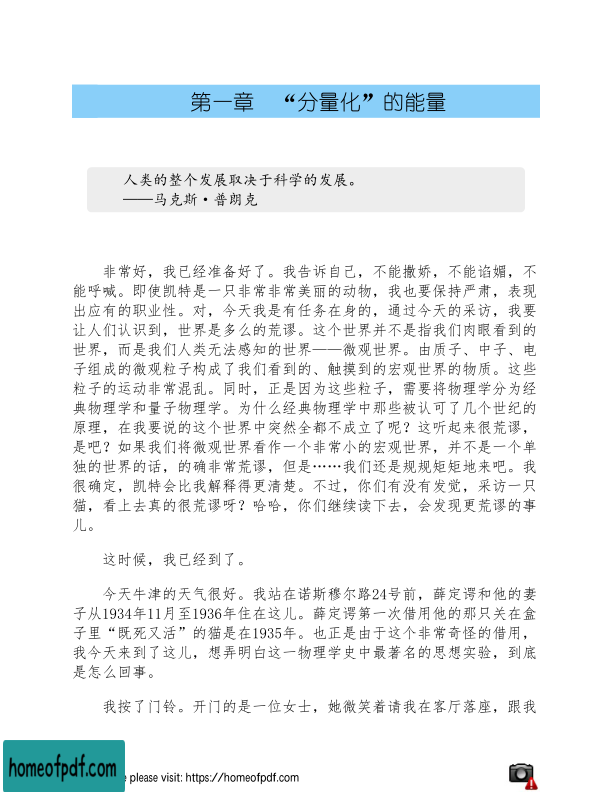 第一章　“分量化”的能量
人类的整个发展取决于科学的发展。
——马克斯·普朗克
非常好，我已经准备好了。我告诉自己，不能撒娇，不能谄媚，不
能呼喊。即使凯特是一只非常非常美丽的动物，我也要保持严肃，表现
出应有的职业性。对，今天我是有任务在身的，通过今天的采访，我要
让人们认识到，世界是多么的荒谬。这个世界并不是指我们肉眼看到的
世界，而是我们人类无法感知的世界——微观世界。由质子、中子、电
子组成的微观粒子构成了我们看到的、触摸到的宏观世界的物质。这些
粒子的运动非常混乱。同时，正是因为这些粒子，需要将物理学分为经
典物理学和量子物理学。为什么经典物理学中那些被认可了几个世纪的
原理，在我要说的这个世界中突然全都不成立了呢？这听起来很荒谬，
是吧？如果我们将微观世界看作一个非常小的宏观世界，并不是一个单
独的世界的话，的确非常荒谬，但是……我们还是规规矩矩地来吧。我
很确定，凯特会比我解释得更清楚。不过，你们有没有发觉，采访一只
猫，看上去真的很荒谬呀？哈哈，你们继续读下去，会发现更荒谬的事
儿。
这时候，我已经到了。
今天牛津的天气很好。我站在诺斯穆尔路24号前，薛定谔和他的妻
子从1934年11月至1936年住在这儿。薛定谔第一次借用他的那只关在盒
子里“既死又活”的猫是在1935年。也正是由于这个非常奇怪的借用，
我今天来到了这儿，想弄明白这一物理学史中最著名的思想实验，到底
是怎么回事。
我按了门铃。开门的是一位女士，她微笑着请我在客厅落座，跟我
homeofpdf.com
e please visit: https://homeofpdf.com